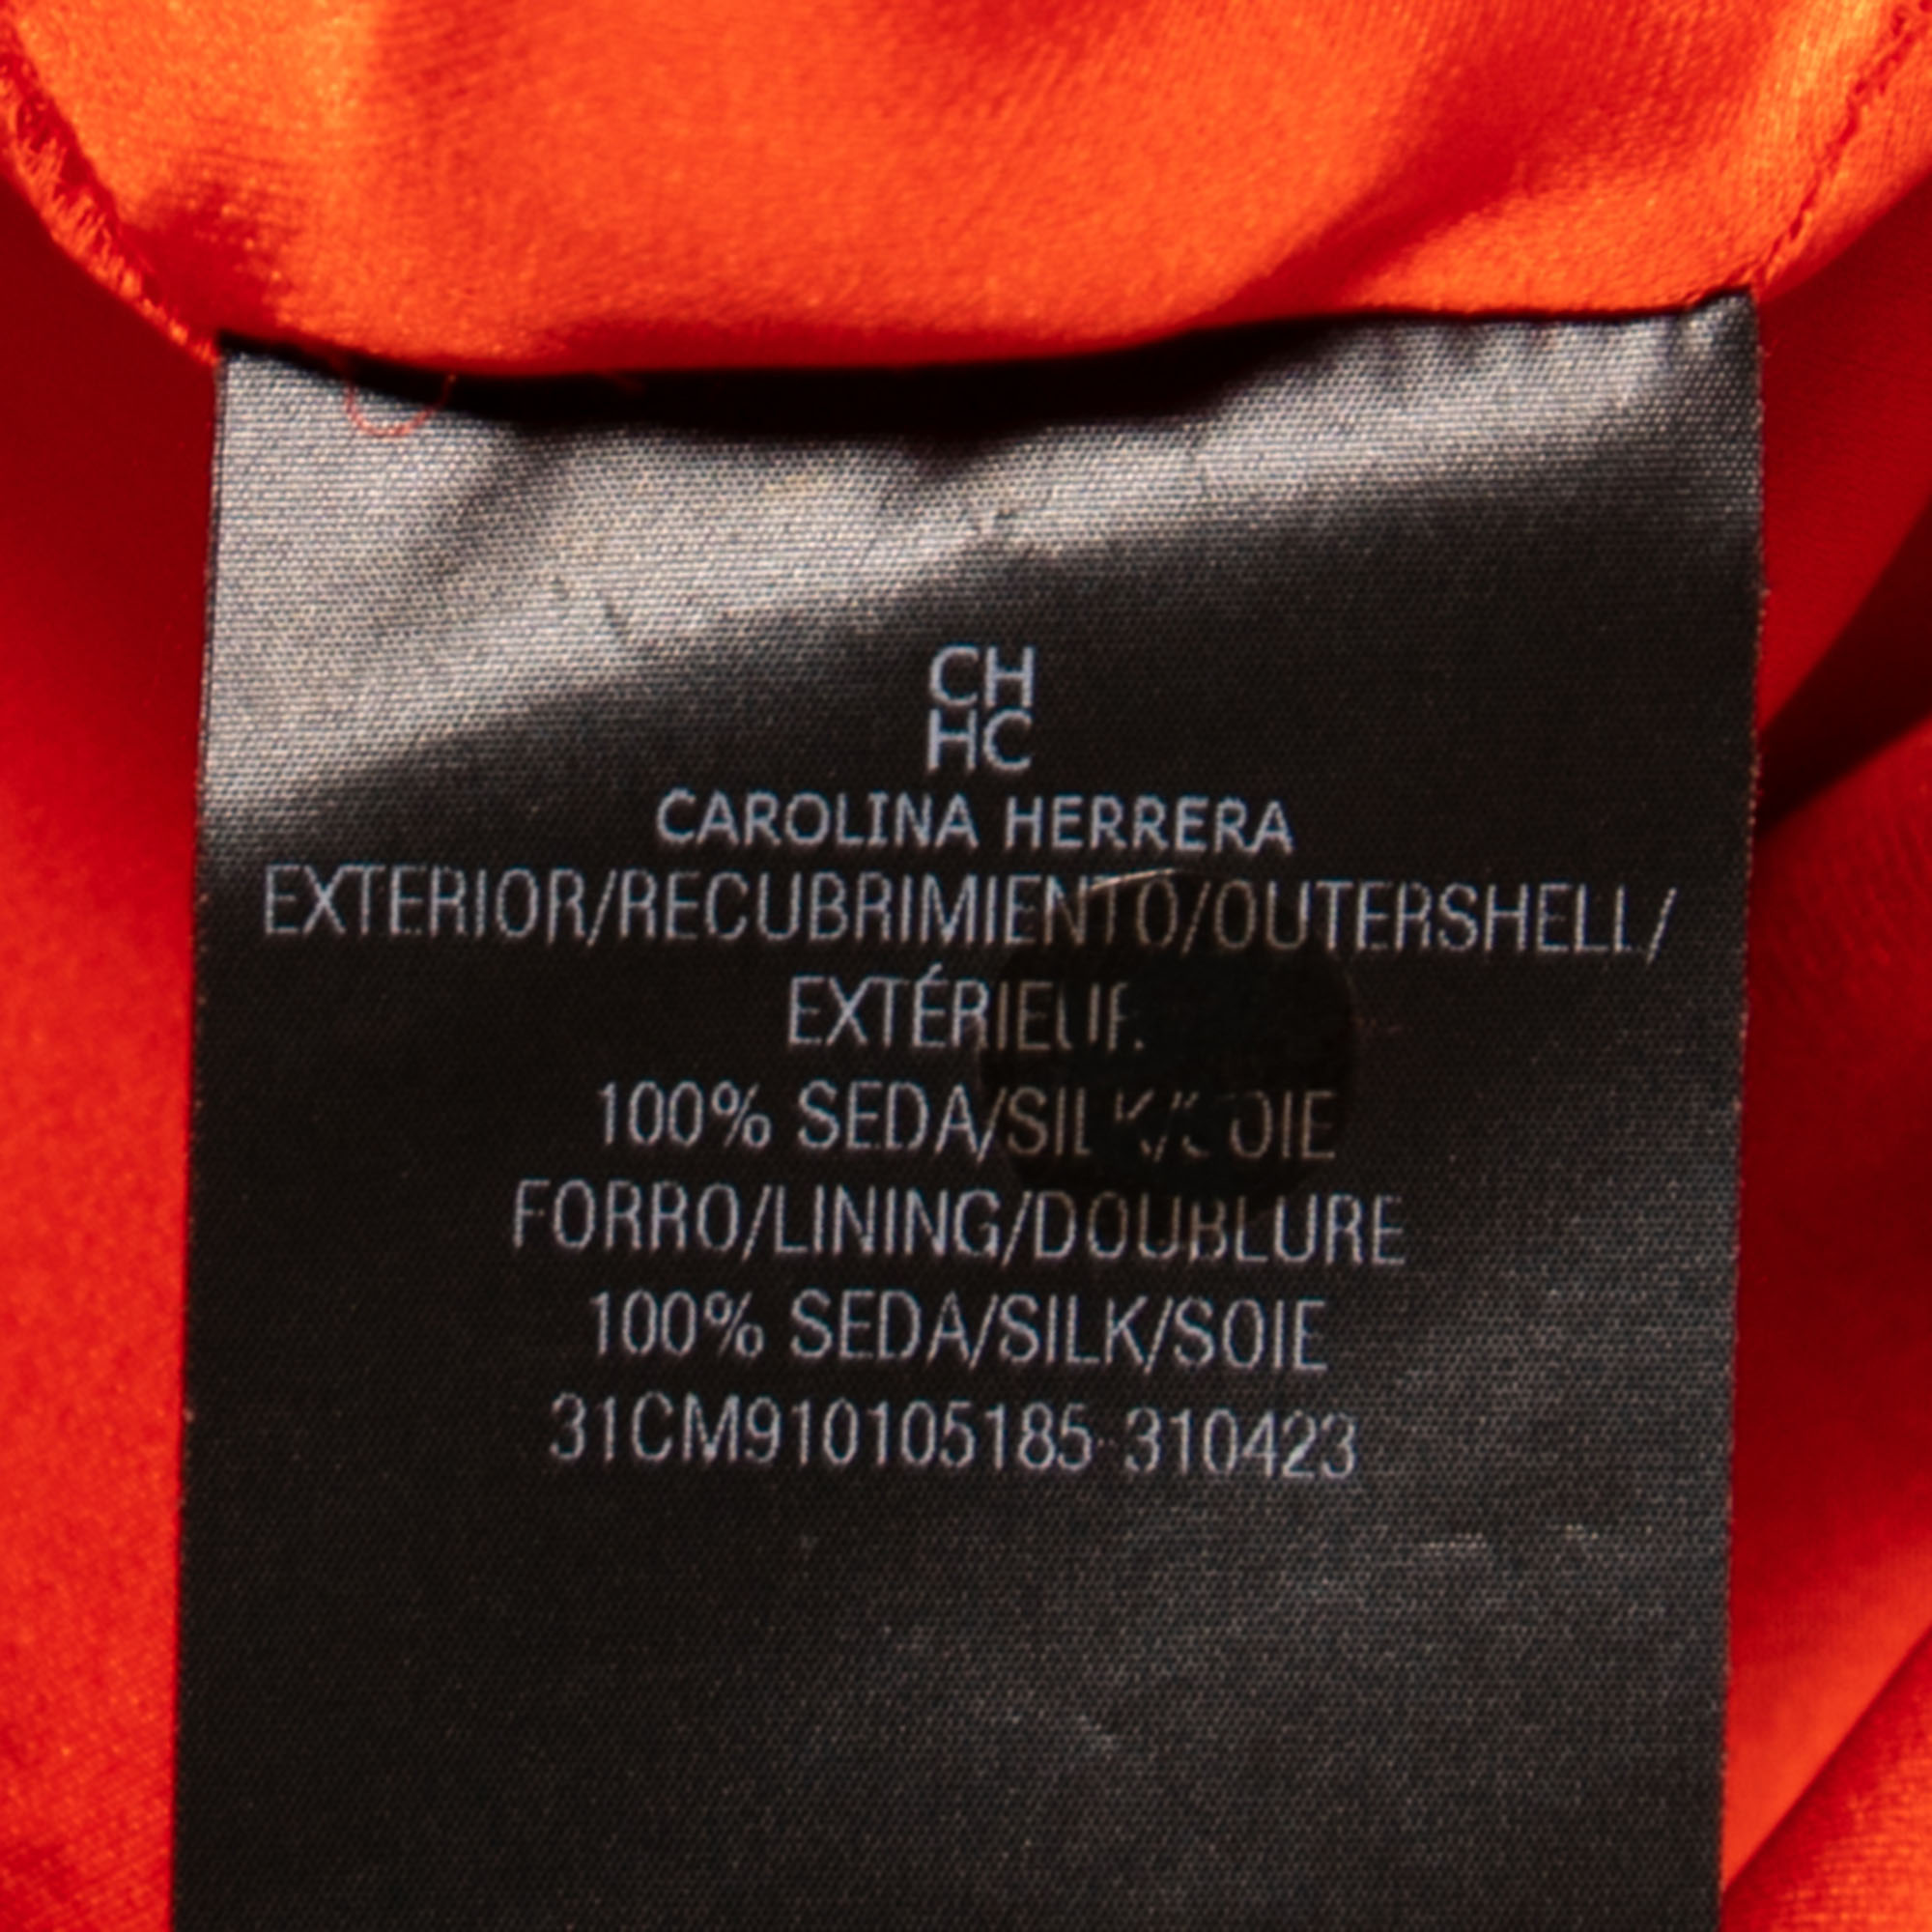 CH
HC
CAROLINA HERRERA
EXTERIOR/RECUBRIMIENTO/OUTERSHELL/
EXTÉRIEUR
100% SEDA/SILK/SOIE
FORRO/LINING/DOUBLURE
100% SEDA/SILK/SOIE
31CM910105185 310423